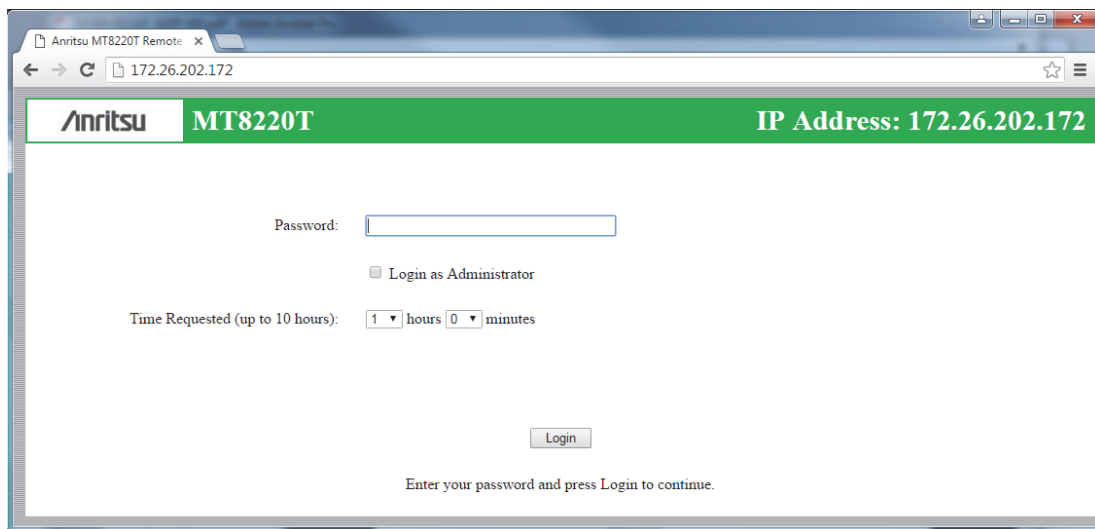 Anritsu MT8220T Remote
172.26.202.172
Anritsu MT8220T IP Address: 172.26.202.172
Password:
Login as Administrator
Time Requested (up to 10 hours): 1 hours 0 minutes
Login
Enter your password and press Login to continue.